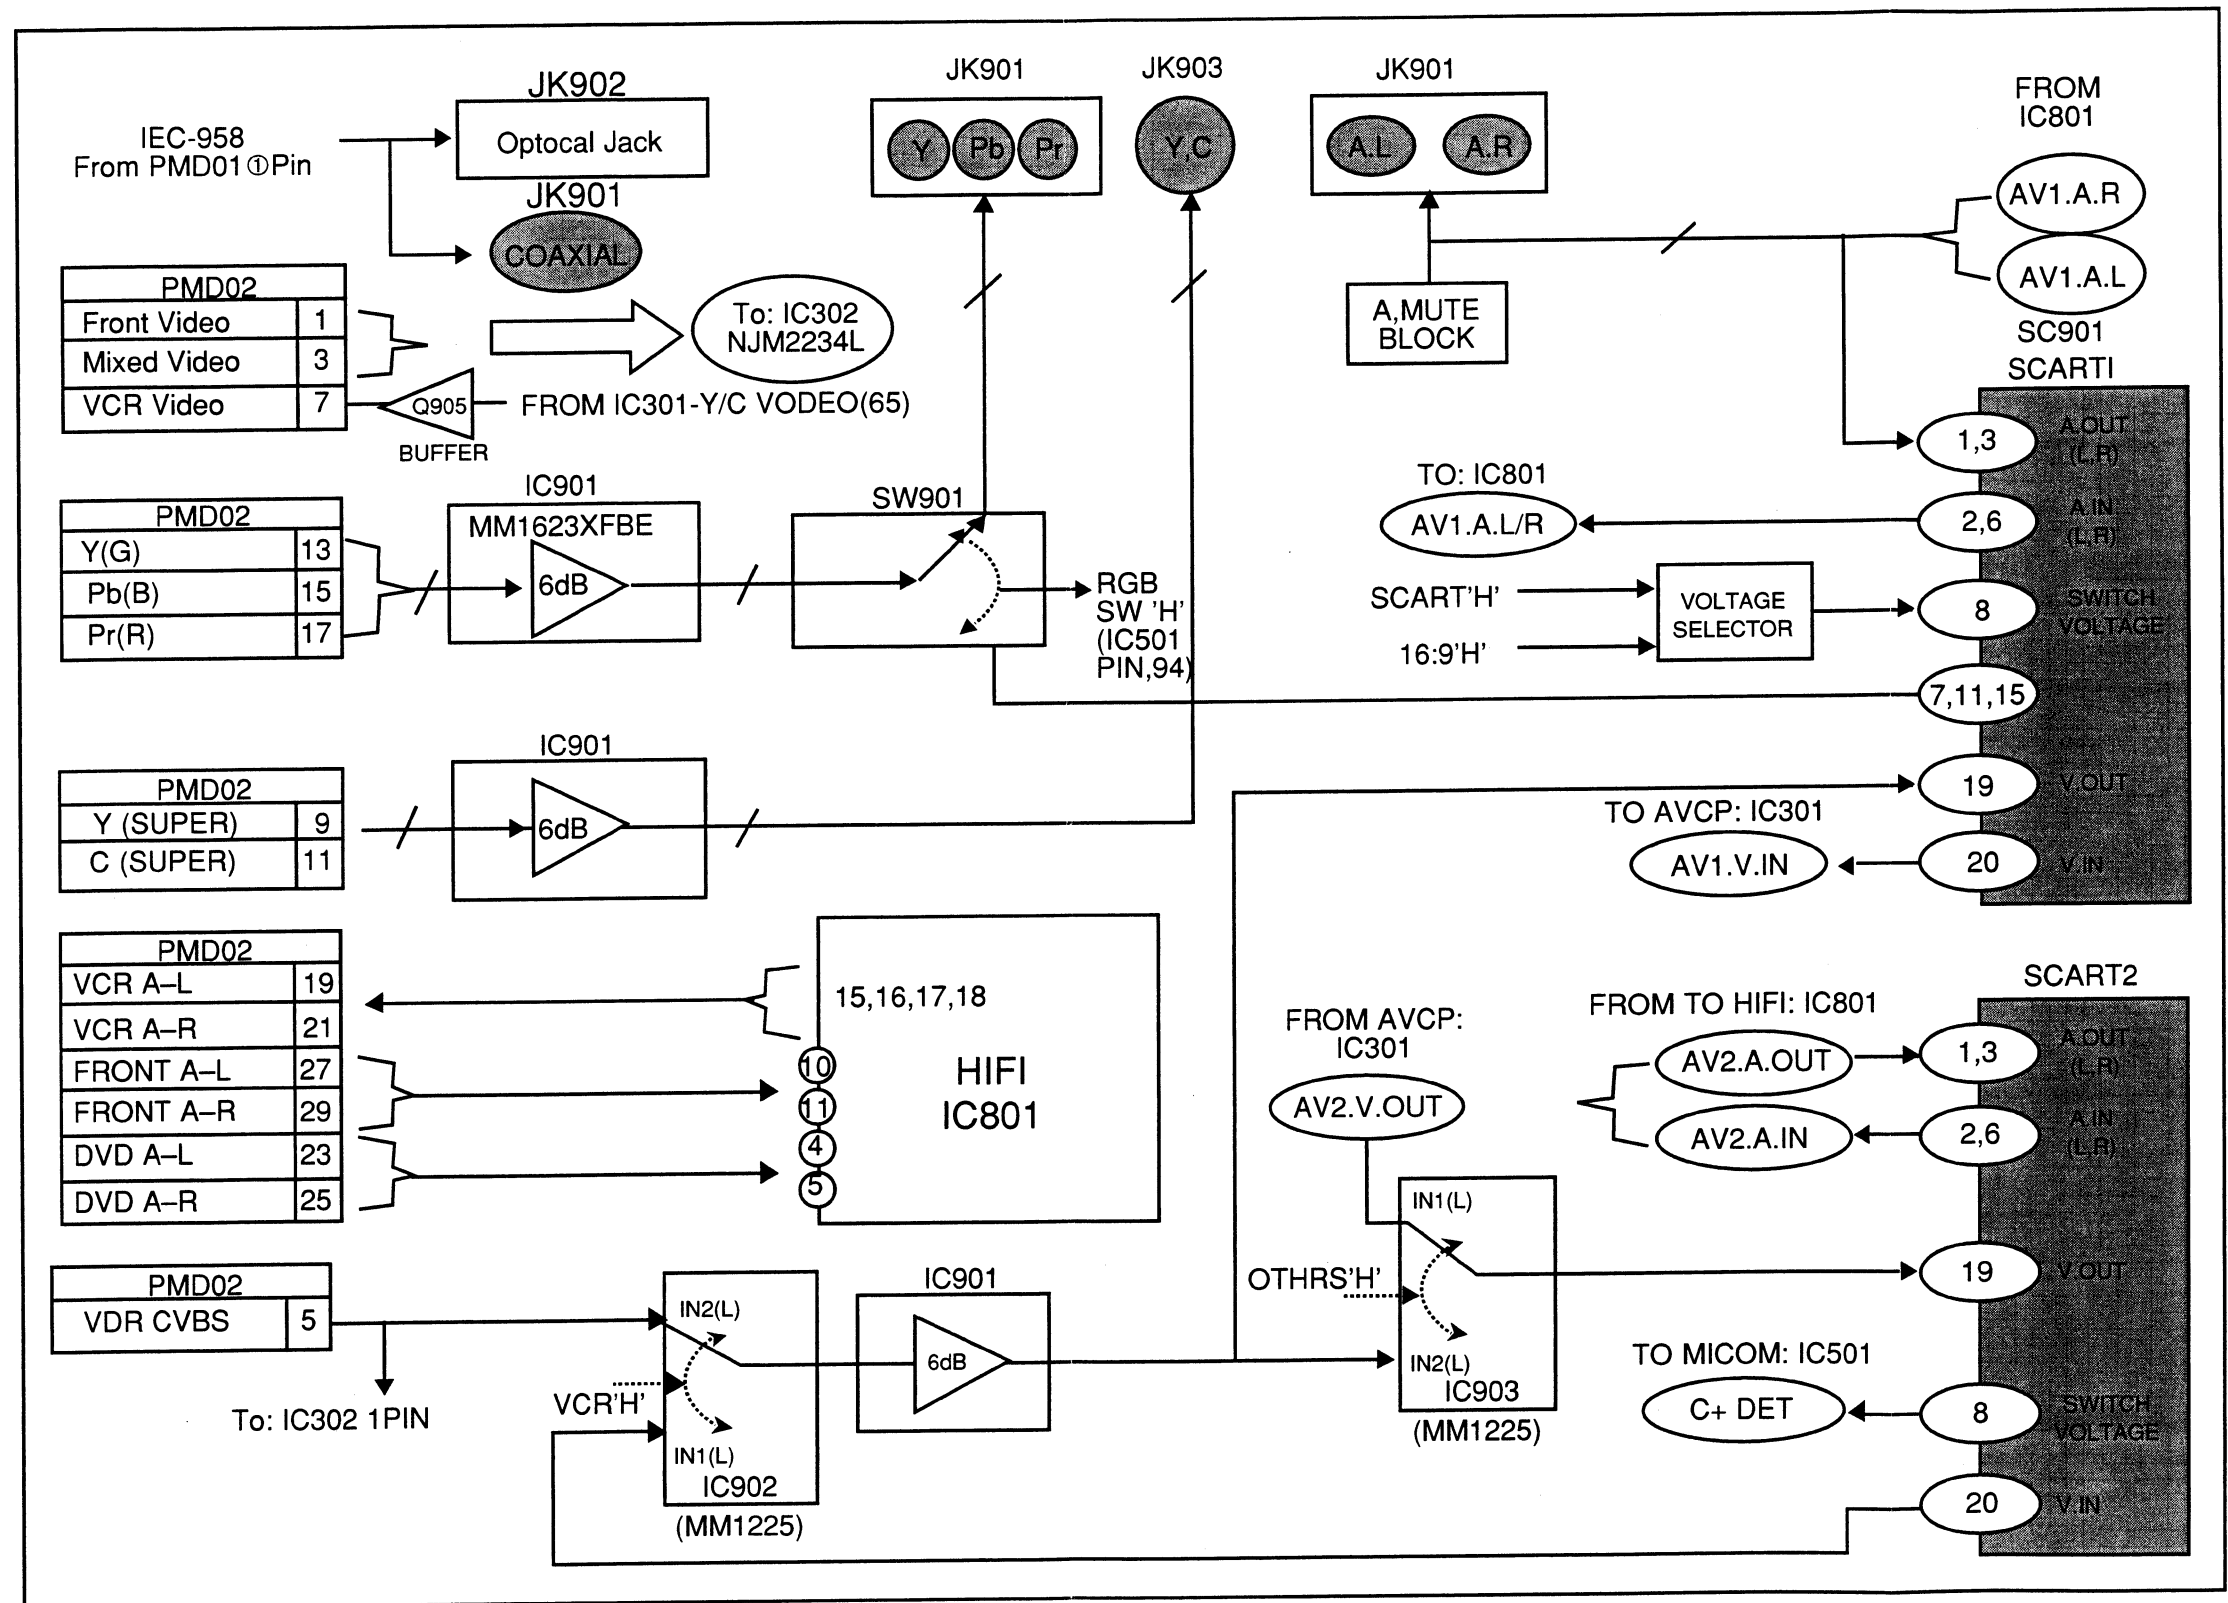 JK902
IEC-958
From PMD01 ①Pin
Optocal Jack
JK901
COAXIAL
JK901
Y
Pb
Pr
JK903
Y,C
JK901
A.L
A.R
A,MUTE
BLOCK
FROM
IC801
AV1.A.R
AV1.A.L
SC901
SCART1
PMD02
Front Video
1
Mixed Video
3
VCR Video
7
To: IC302
NJM2234L
Q905
BUFFER
FROM IC301-Y/C VODEO(65)
1,3
A.OUT
(L,R)
TO: IC801
AV1.A.L/R
2,6
A.IN
(L,R)
PMD02
Y(G)
13
Pb(B)
15
Pr(R)
17
IC901
MM1623XFBE
6dB
SW901
RGB
SW 'H'
(IC501
PIN,94)
SCART'H'
16:9'H'
VOLTAGE
SELECTOR
8
SWITCH
VOLTAGE
7,11,15
PMD02
Y (SUPER)
9
C (SUPER)
11
IC901
6dB
19
V.OUT
TO AVCP: IC301
AV1.V.IN
20
V.IN
PMD02
VCR A–L
19
VCR A–R
21
FRONT A–L
27
FRONT A–R
29
DVD A–L
23
DVD A–R
25
15,16,17,18
10
11
4
5
HIFI
IC801
FROM AVCP:
IC301
AV2.V.OUT
SCART2
FROM TO HIFI: IC801
AV2.A.OUT
1,3
A.OUT
(L,R)
AV2.A.IN
2,6
A.IN
(L,R)
IN1(L)
OTHRS'H'
IN2(L)
IC903
(MM1225)
19
V.OUT
TO MICOM: IC501
C+ DET
8
SWITCH
VOLTAGE
20
V.IN
PMD02
VDR CVBS
5
To: IC302 1PIN
IN2(L)
VCR'H'
IN1(L)
IC902
(MM1225)
IC901
6dB